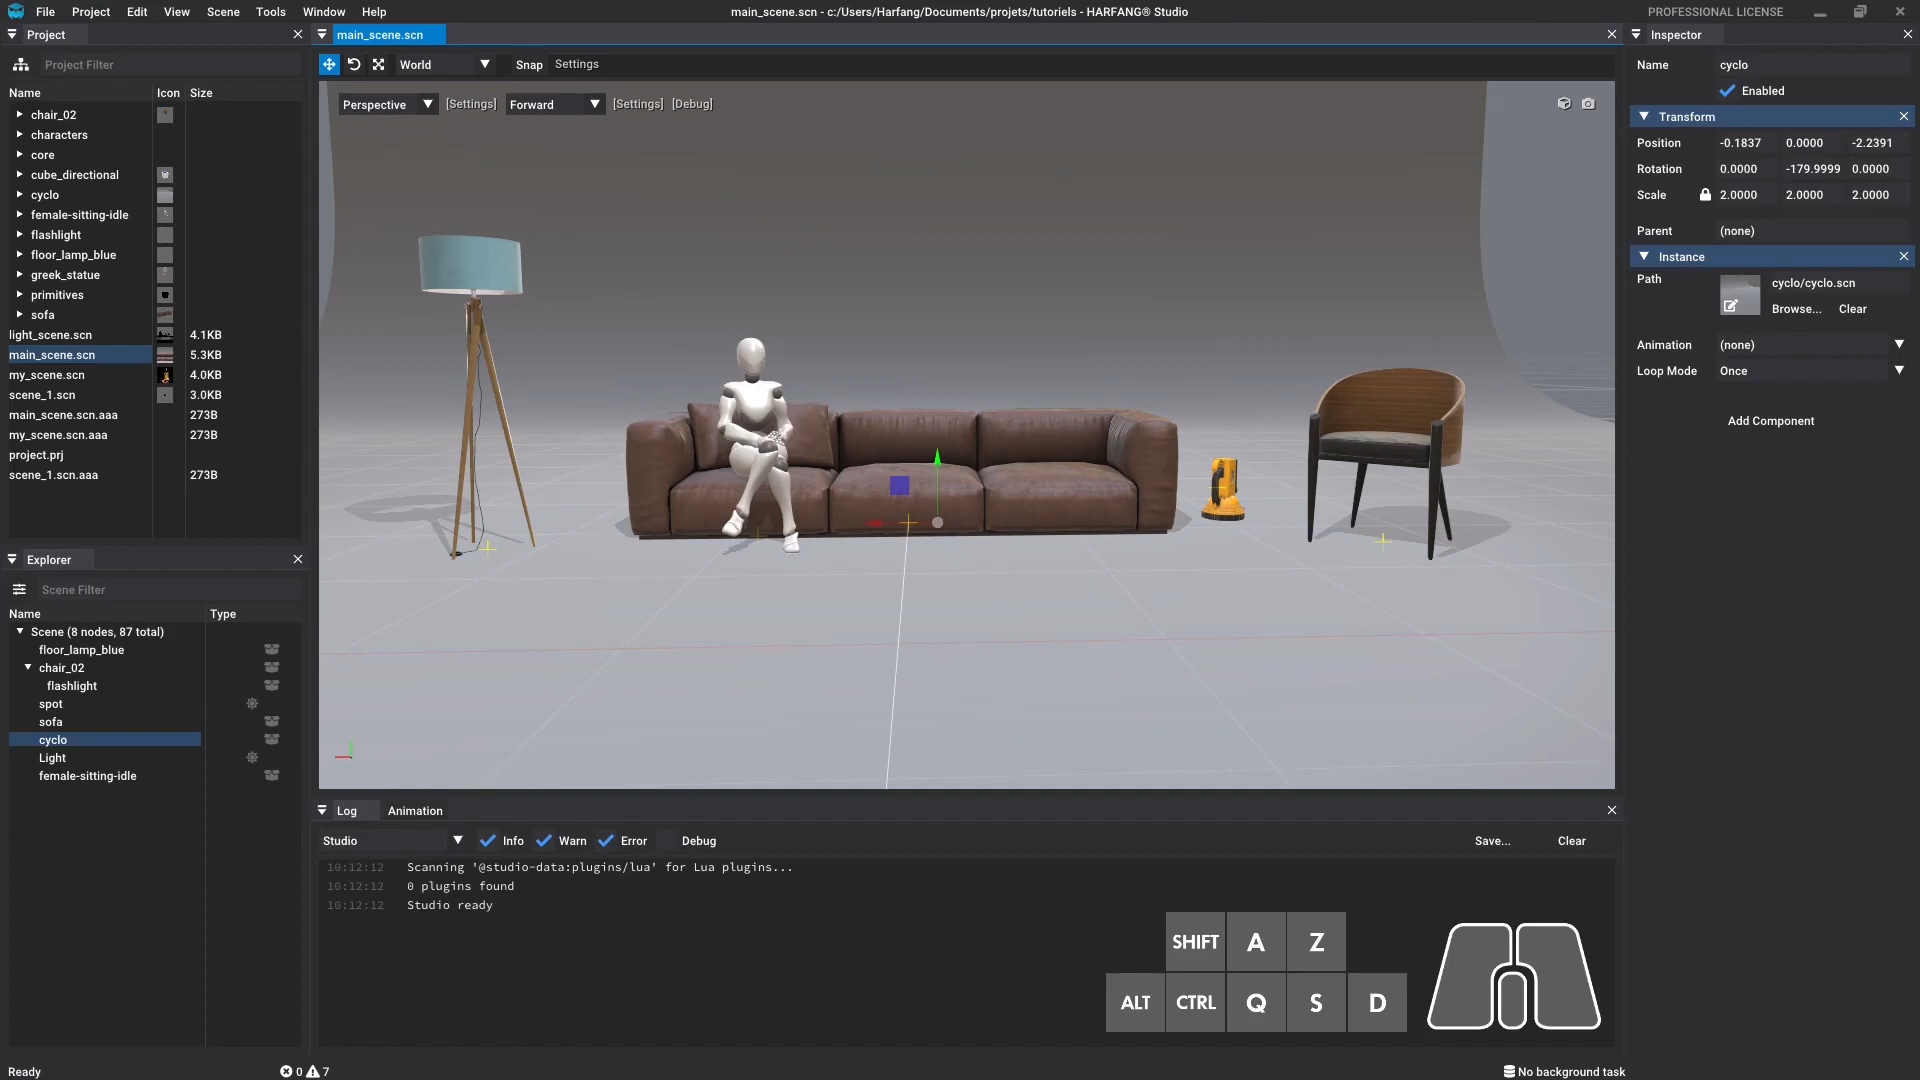 File Project Edit View Scene Tools Window Help
main_scene.scn - c:/Users/Harfang/Documents/projets/tutoriels - HARFANG® Studio
PROFESSIONAL LICENSE
Project
Project Filter
Name Icon Size
chair_02
characters
core
cube_directional
cyclo
female-sitting-idle
flashlight
floor_lamp_blue
greek_statue
primitives
sofa
light_scene.scn 4.1KB
main_scene.scn 5.3KB
my_scene.scn 4.0KB
scene_1.scn 3.0KB
main_scene.scn.aaa 273B
my_scene.scn.aaa 273B
project.prj
scene_1.scn.aaa 273B
Explorer
Scene Filter
Name Type
Scene (8 nodes, 87 total)
floor_lamp_blue
chair_02
flashlight
spot
sofa
cyclo
Light
female-sitting-idle
main_scene.scn
World Snap Settings
Perspective [Settings] Forward [Settings] [Debug]
Log Animation
Studio Info Warn Error Debug Save... Clear
10:12:12 Scanning '@studio-data:plugins/lua' for Lua plugins...
10:12:12 0 plugins found
10:12:12 Studio ready
SHIFT A Z
ALT CTRL Q S D
Inspector
Name cyclo
Enabled
Transform
Position -0.1837 0.0000 -2.2391
Rotation 0.0000 -179.9999 0.0000
Scale 2.0000 2.0000 2.0000
Parent (none)
Instance
Path cyclo/cyclo.scn
Browse... Clear
Animation (none)
Loop Mode Once
Add Component
Ready 0 7 No background task